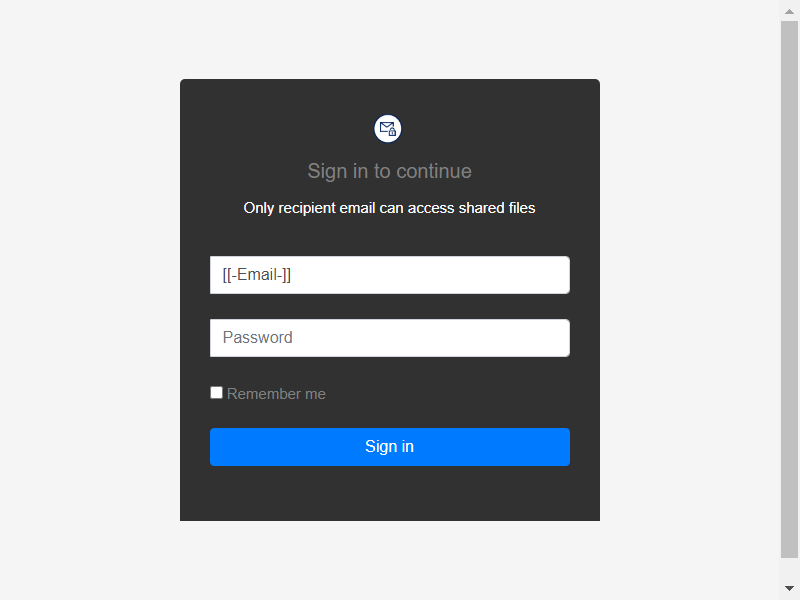 Sign in to continue
Only recipient email can access shared files
[[-Email-]]
Password
Remember me
Sign in